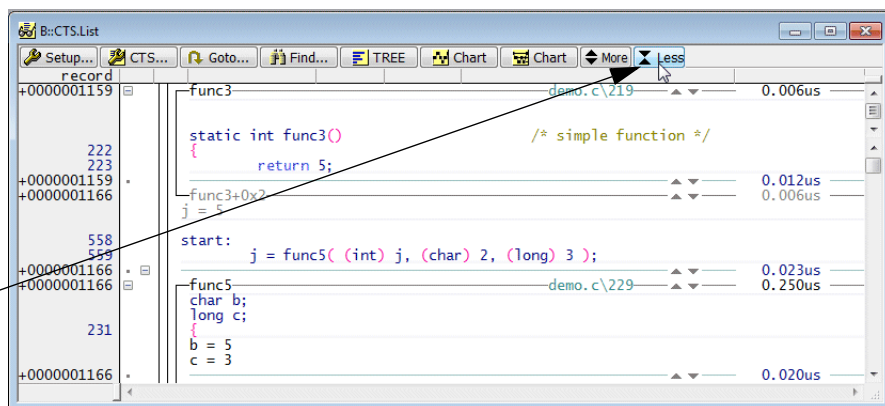 B::CTS.List
Setup... CTS... Goto... Find... TREE Chart Chart More Less
record
+0000001159 func3 demo.c\219 0.006us
static int func3() /* simple function */
222 {
223 return 5;
+0000001159 0.012us
+0000001166 func3+0x2 0.006us
j = 5
558 start:
559 j = func5( (int) j, (char) 2, (long) 3 );
+0000001166 0.023us
+0000001166 func5 demo.c\229 0.250us
char b;
long c;
231 {
b = 5
c = 3
+0000001166 0.020us